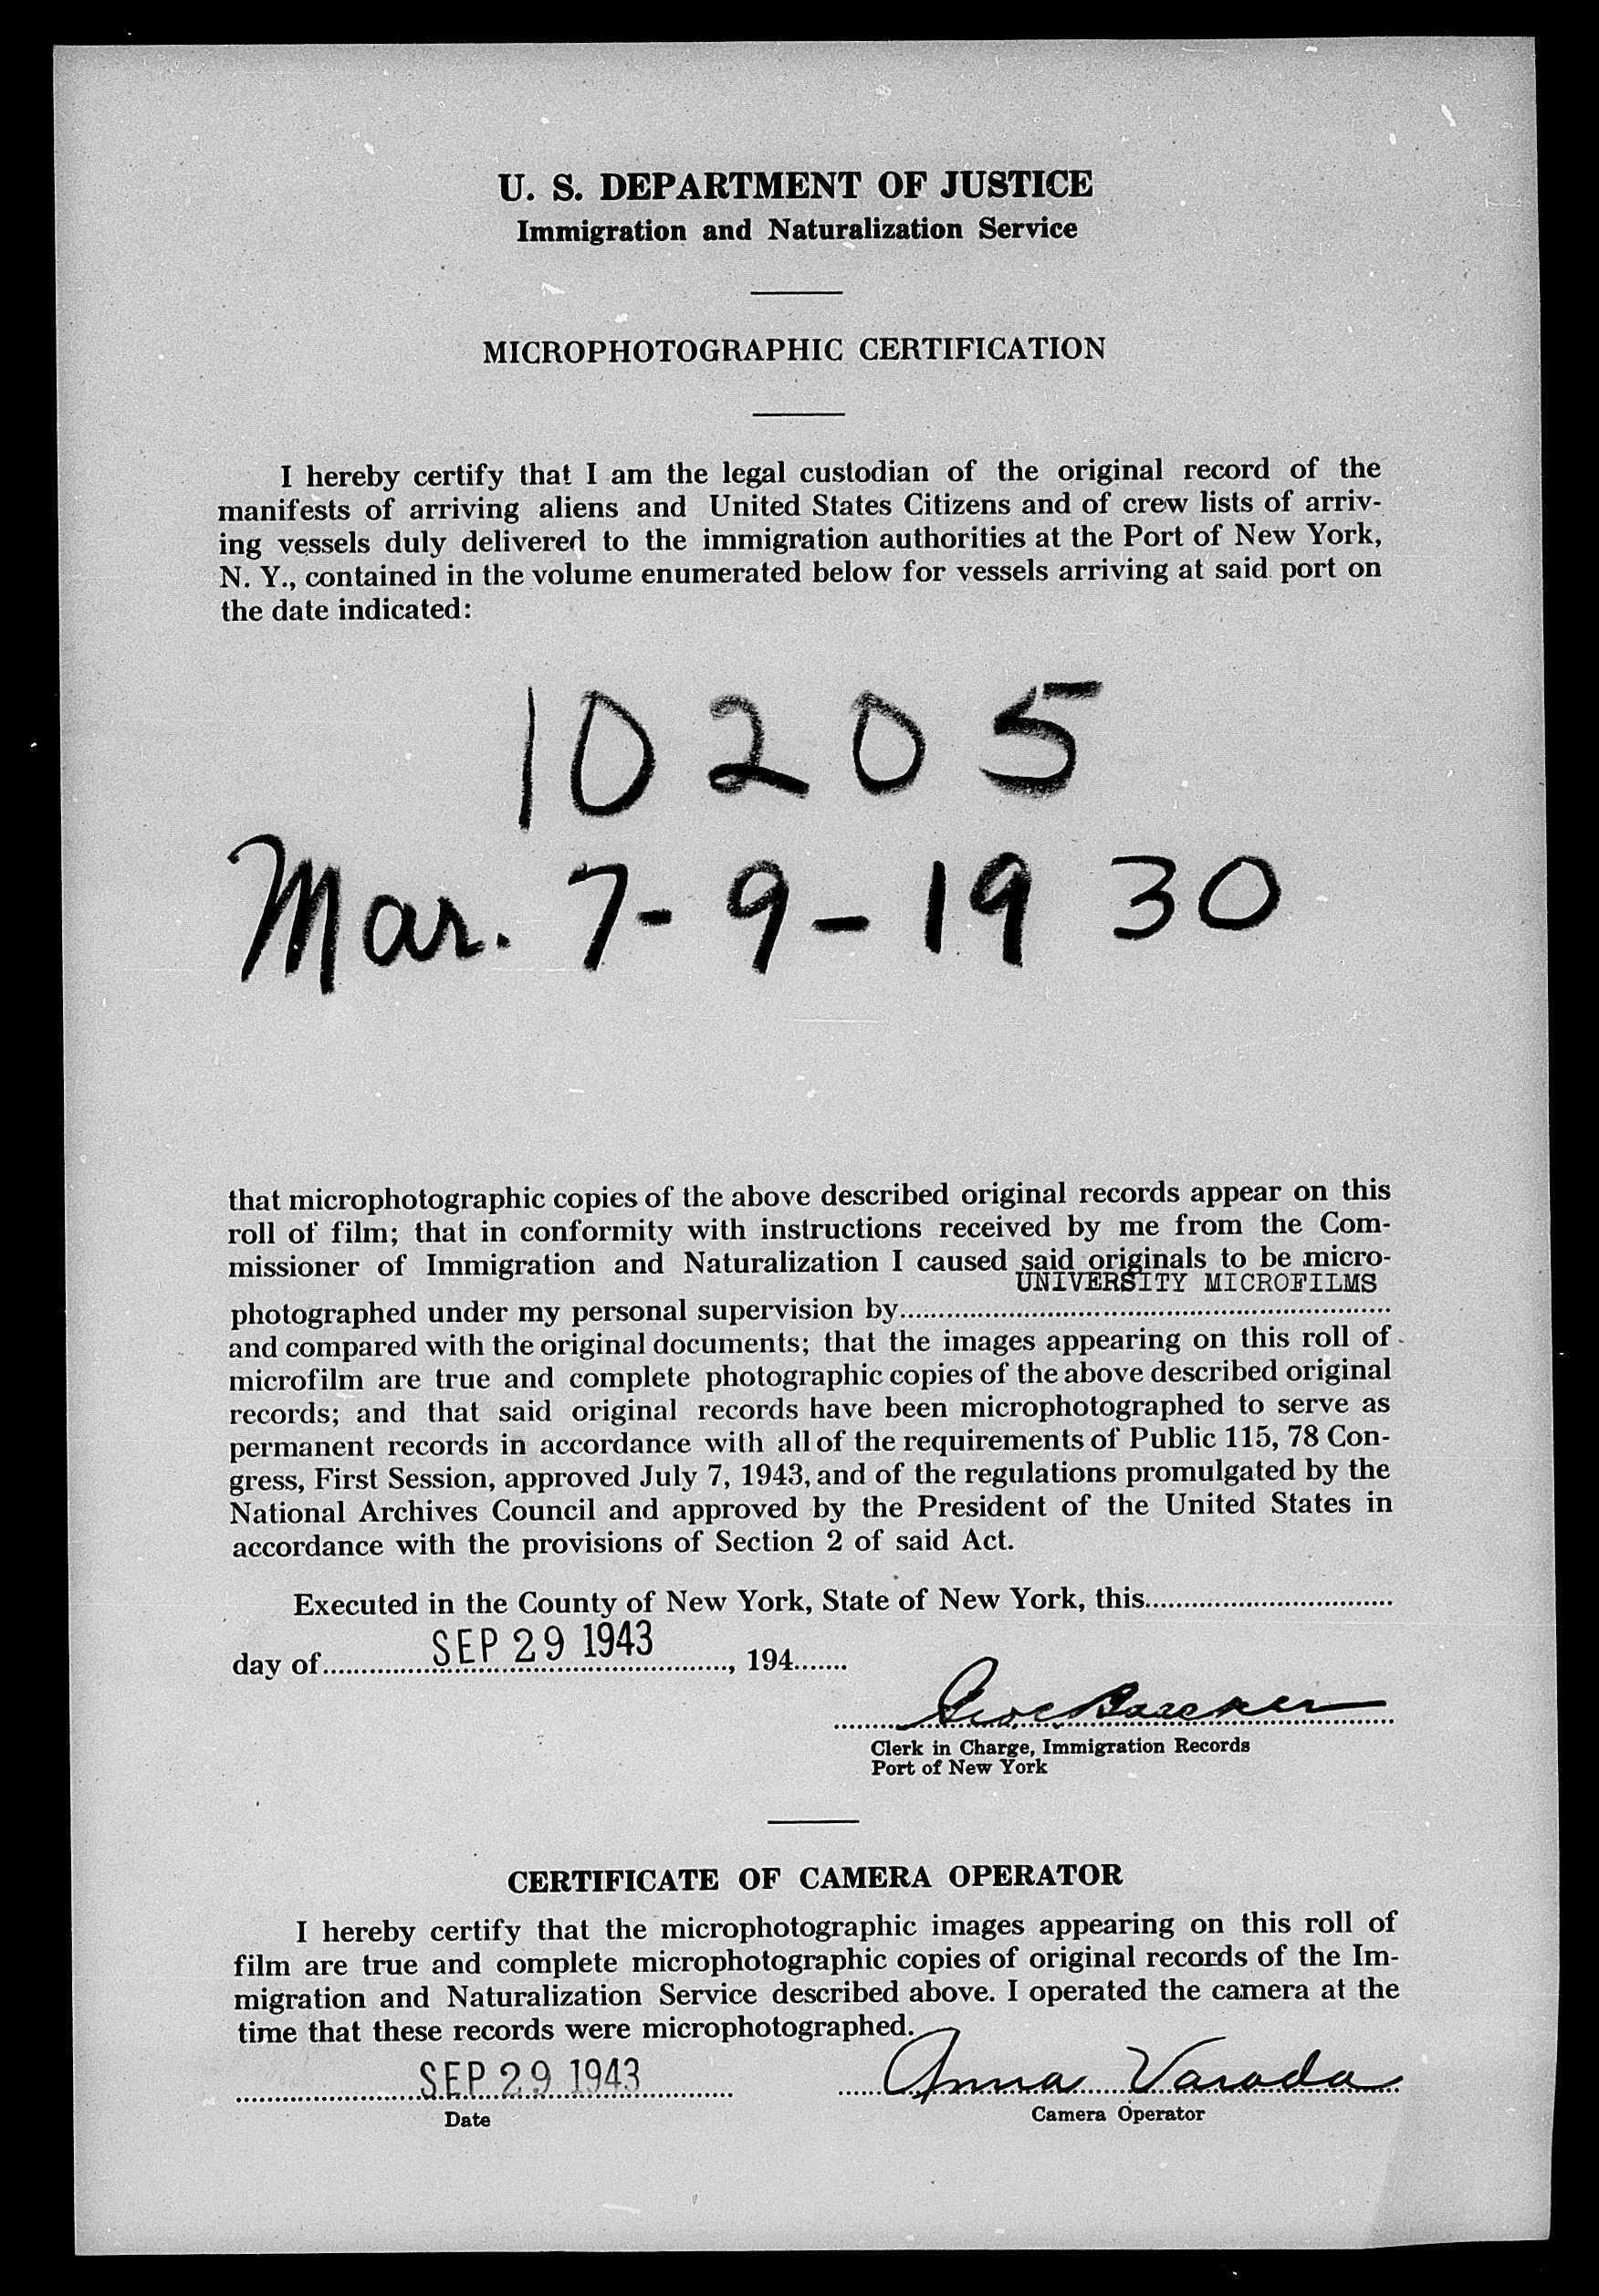 U. S. DEPARTMENT OF JUSTICE
Immigration and Naturalization Service
MICROPHOTOGRAPHIC CERTIFICATION
I hereby certify that I am the legal custodian of the original record of the
manifests of arriving aliens and United States Citizens and of crew lists of arriv-
ing vessels duly delivered to the immigration authorities at the Port of New York,
N. Y., contained in the volume enumerated below for vessels arriving at said port on
the date indicated:
10205
Mar. 7-9-1930
that microphotographic copies of the above described original records appear on this
roll of film; that in conformity with instructions received by me from the Com-
missioner of Immigration and Naturalization I caused said originals to be micro-
UNIVERSITY MICROFILMS
photographed under my personal supervision by
and compared with the original documents; that the images appearing on this roll of
microfilm are true and complete photographic copies of the above described original
records; and that said original records have been microphotographed to serve as
permanent records in accordance with all of the requirements of Public 115, 78 Con-
gress, First Session, approved July 7, 1943, and of the regulations promulgated by the
National Archives Council and approved by the President of the United States in
accordance with the provisions of Section 2 of said Act.
Executed in the County of New York, State of New York, this
day of SEP 29 1943, 194
Clerk in Charge, Immigration Records
Port of New York
CERTIFICATE OF CAMERA OPERATOR
I hereby certify that the microphotographic images appearing on this roll of
film are true and complete microphotographic copies of original records of the Im-
migration and Naturalization Service described above. I operated the camera at the
time that these records were microphotographed.
SEP 29 1943 Anna Varada
Date Camera Operator